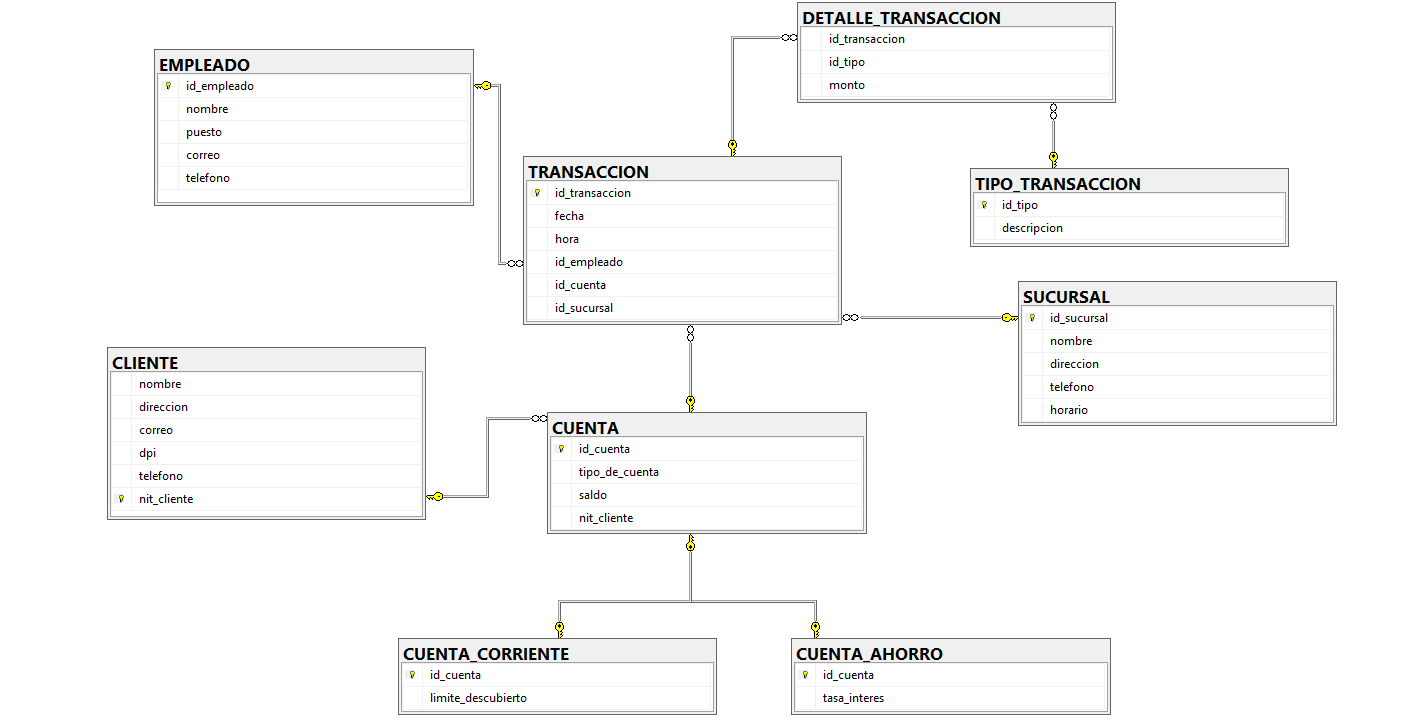 DETALLE_TRANSACCION
id_transaccion
id_tipo
monto
EMPLEADO
id_empleado
nombre
puesto
correo
telefono
TRANSACCION
id_transaccion
fecha
hora
id_empleado
id_cuenta
id_sucursal
TIPO_TRANSACCION
id_tipo
descripcion
SUCURSAL
id_sucursal
nombre
direccion
telefono
horario
CLIENTE
nombre
direccion
correo
dpi
telefono
nit_cliente
CUENTA
id_cuenta
tipo_de_cuenta
saldo
nit_cliente
CUENTA_CORRIENTE
id_cuenta
limite_descubierto
CUENTA_AHORRO
id_cuenta
tasa_interes